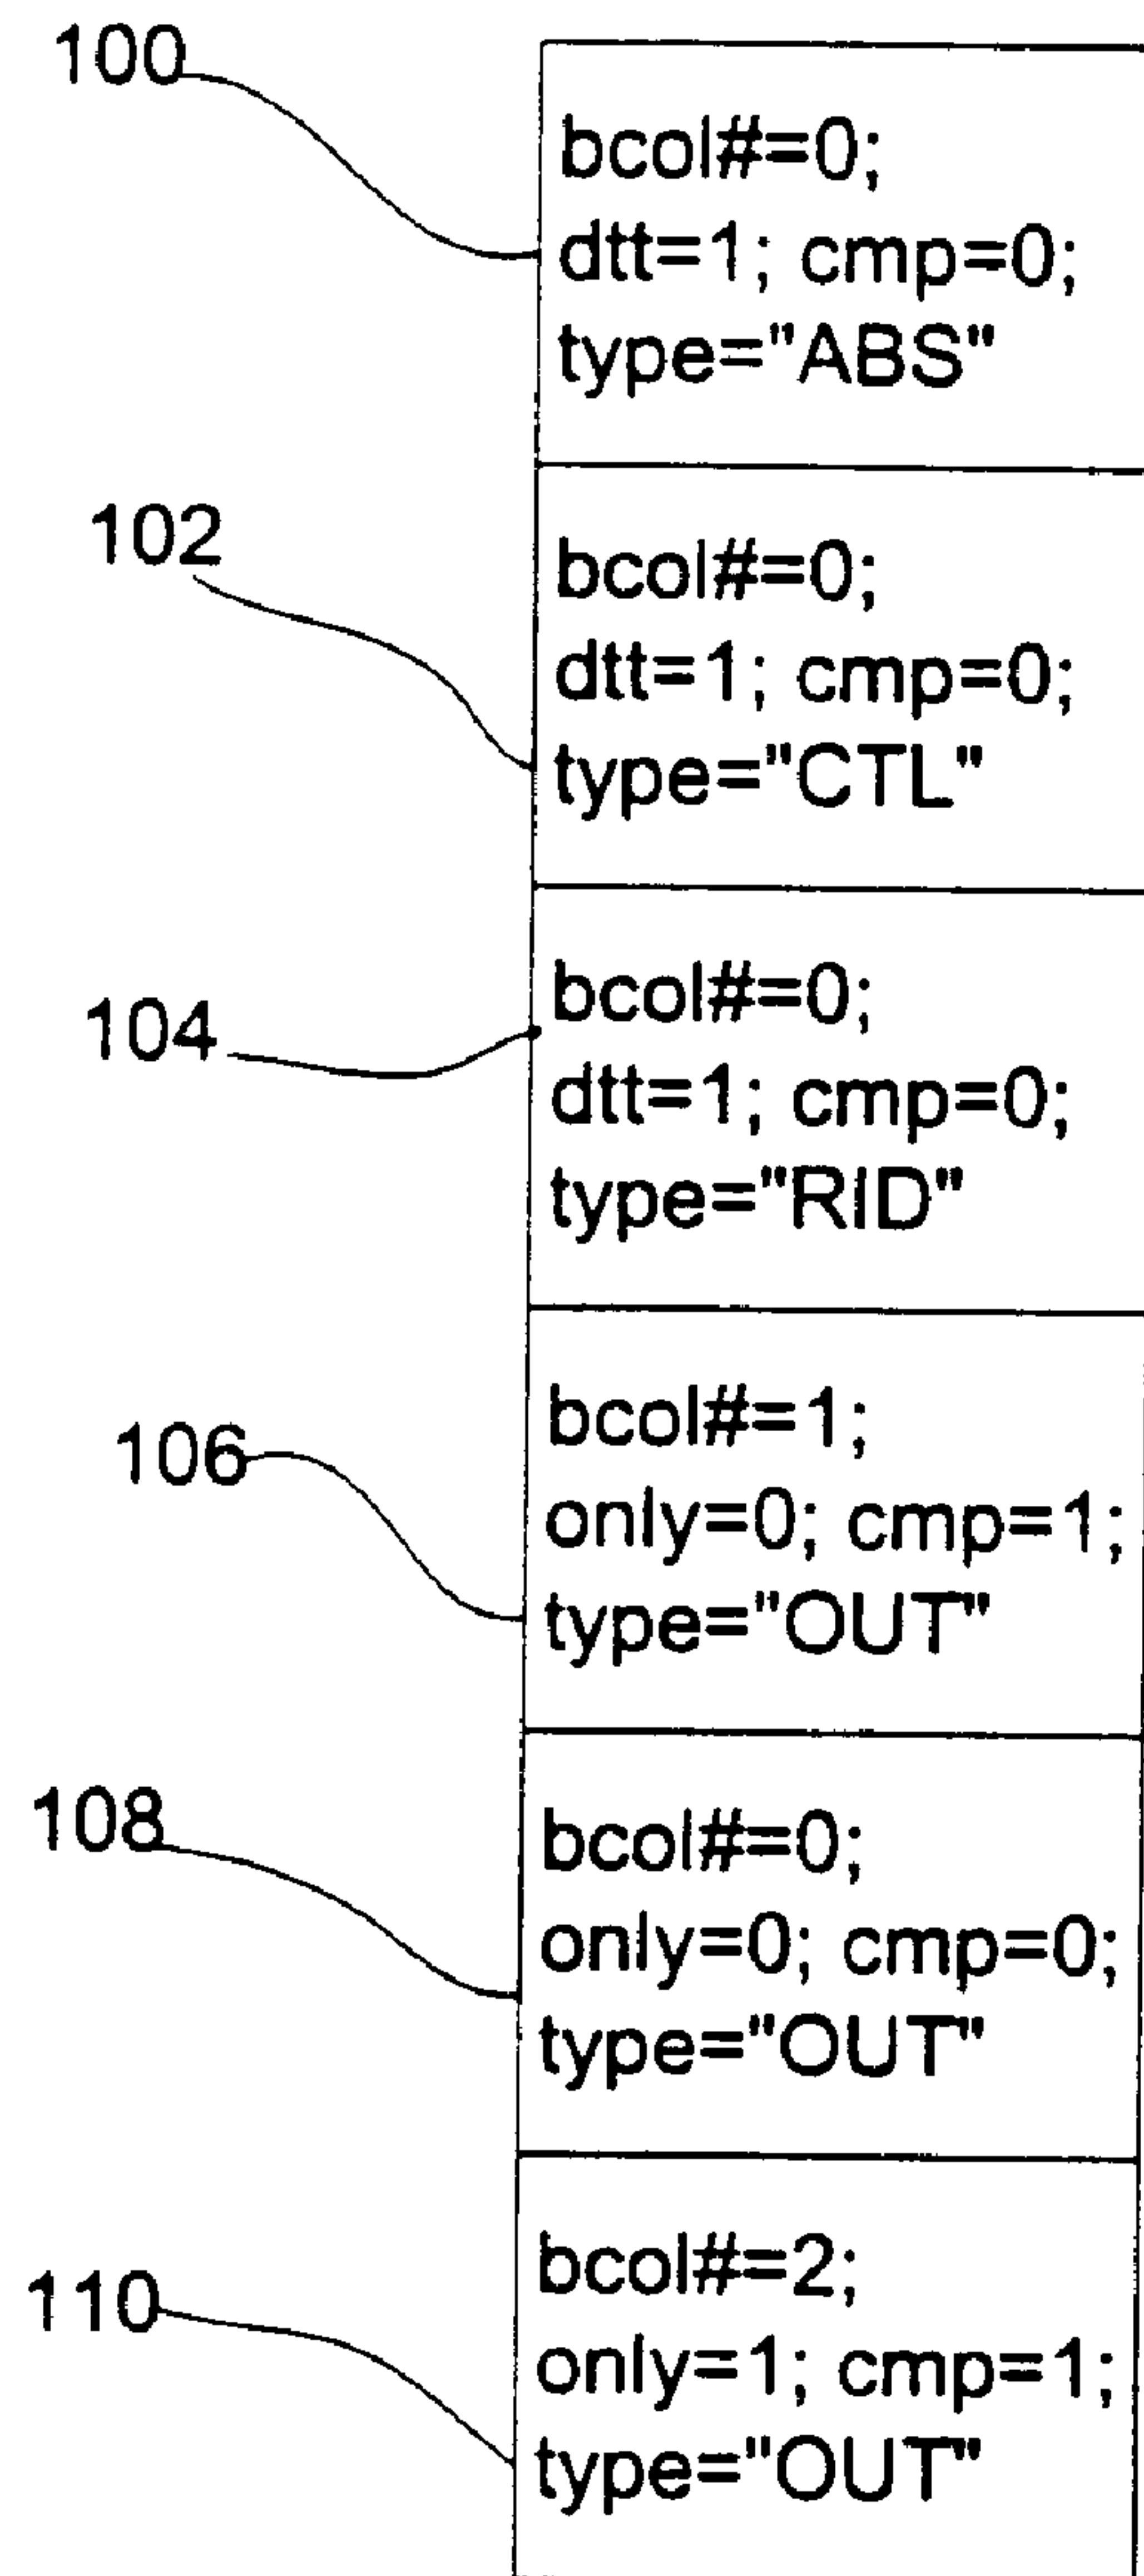 100
bcol#=0;
dtt=1; cmp=0;
type="ABS"
102
bcol#=0;
dtt=1; cmp=0;
type="CTL"
104
bcol#=0;
dtt=1; cmp=0;
type="RID"
106
bcol#=1;
only=0; cmp=1;
type="OUT"
108
bcol#=0;
only=0; cmp=0;
type="OUT"
110
bcol#=2;
only=1; cmp=1;
type="OUT"